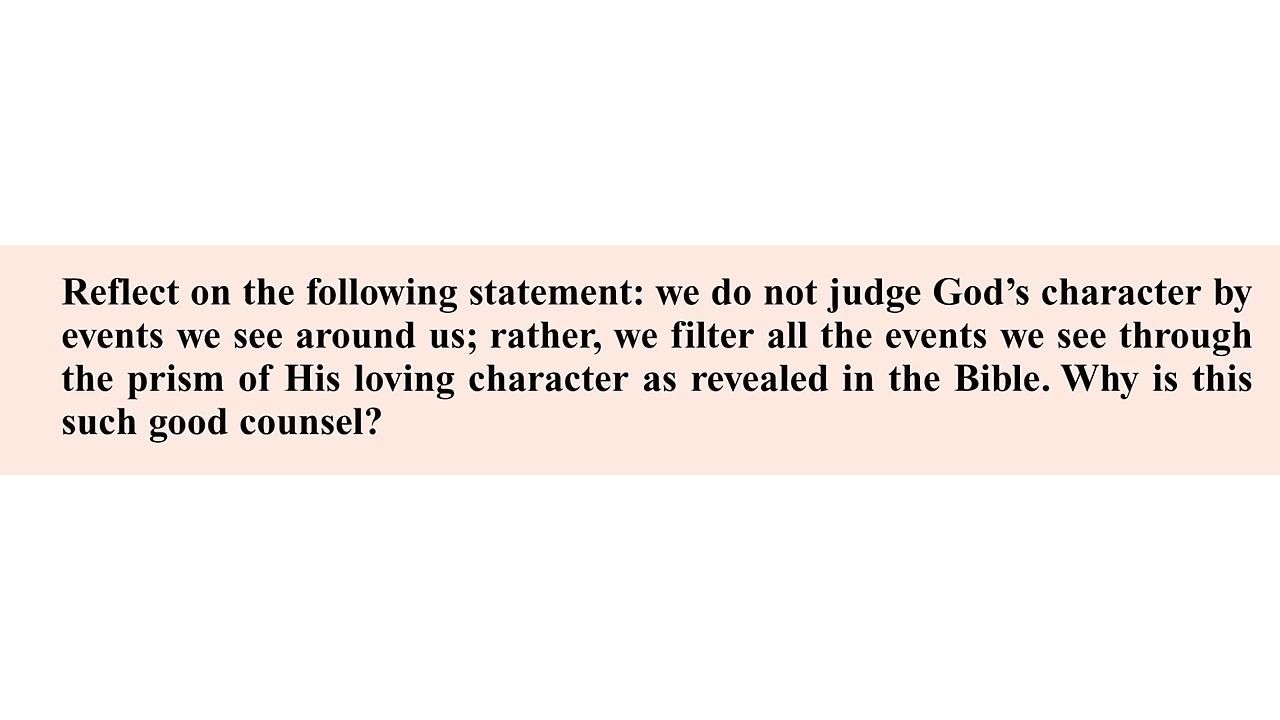 Reflect on the following statement: we do not judge God’s character by
events we see around us; rather, we filter all the events we see through
the prism of His loving character as revealed in the Bible. Why is this
such good counsel?